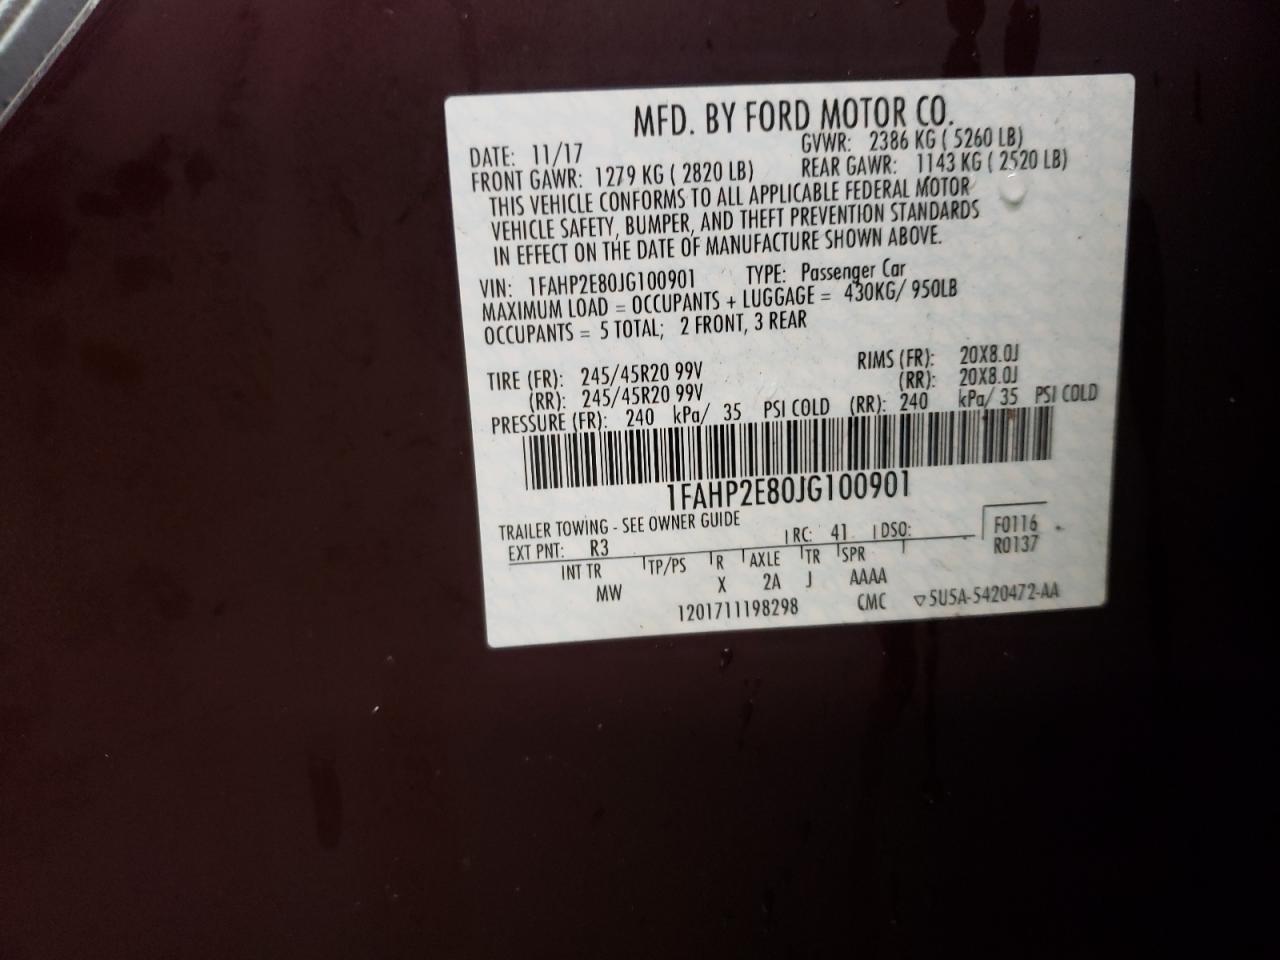 MFD. BY FORD MOTOR CO.
DATE: 11/17 GVWR: 2386 KG ( 5260 LB)
FRONT GAWR: 1279 KG ( 2820 LB) REAR GAWR: 1143 KG ( 2520 LB)
THIS VEHICLE CONFORMS TO ALL APPLICABLE FEDERAL MOTOR
VEHICLE SAFETY, BUMPER, AND THEFT PREVENTION STANDARDS
IN EFFECT ON THE DATE OF MANUFACTURE SHOWN ABOVE.
VIN: 1FAHP2E80JG100901 TYPE: Passenger Car
MAXIMUM LOAD = OCCUPANTS + LUGGAGE = 430KG/ 950LB
OCCUPANTS = 5 TOTAL; 2 FRONT, 3 REAR
TIRE (FR): 245/45R20 99V RIMS (FR): 20X8.0J
(RR): 245/45R20 99V (RR): 20X8.0J
PRESSURE (FR): 240 kPa/ 35 PSI COLD (RR): 240 kPa/ 35 PSI COLD
1FAHP2E80JG100901
TRAILER TOWING - SEE OWNER GUIDE
EXT PNT: R3 RC: 41 DSO: F0116
R0137
INT TR TP/PS R AXLE TR SPR
MW X 2A J AAAA
1201711198298 CMC ▽5U5A-5420472-AA